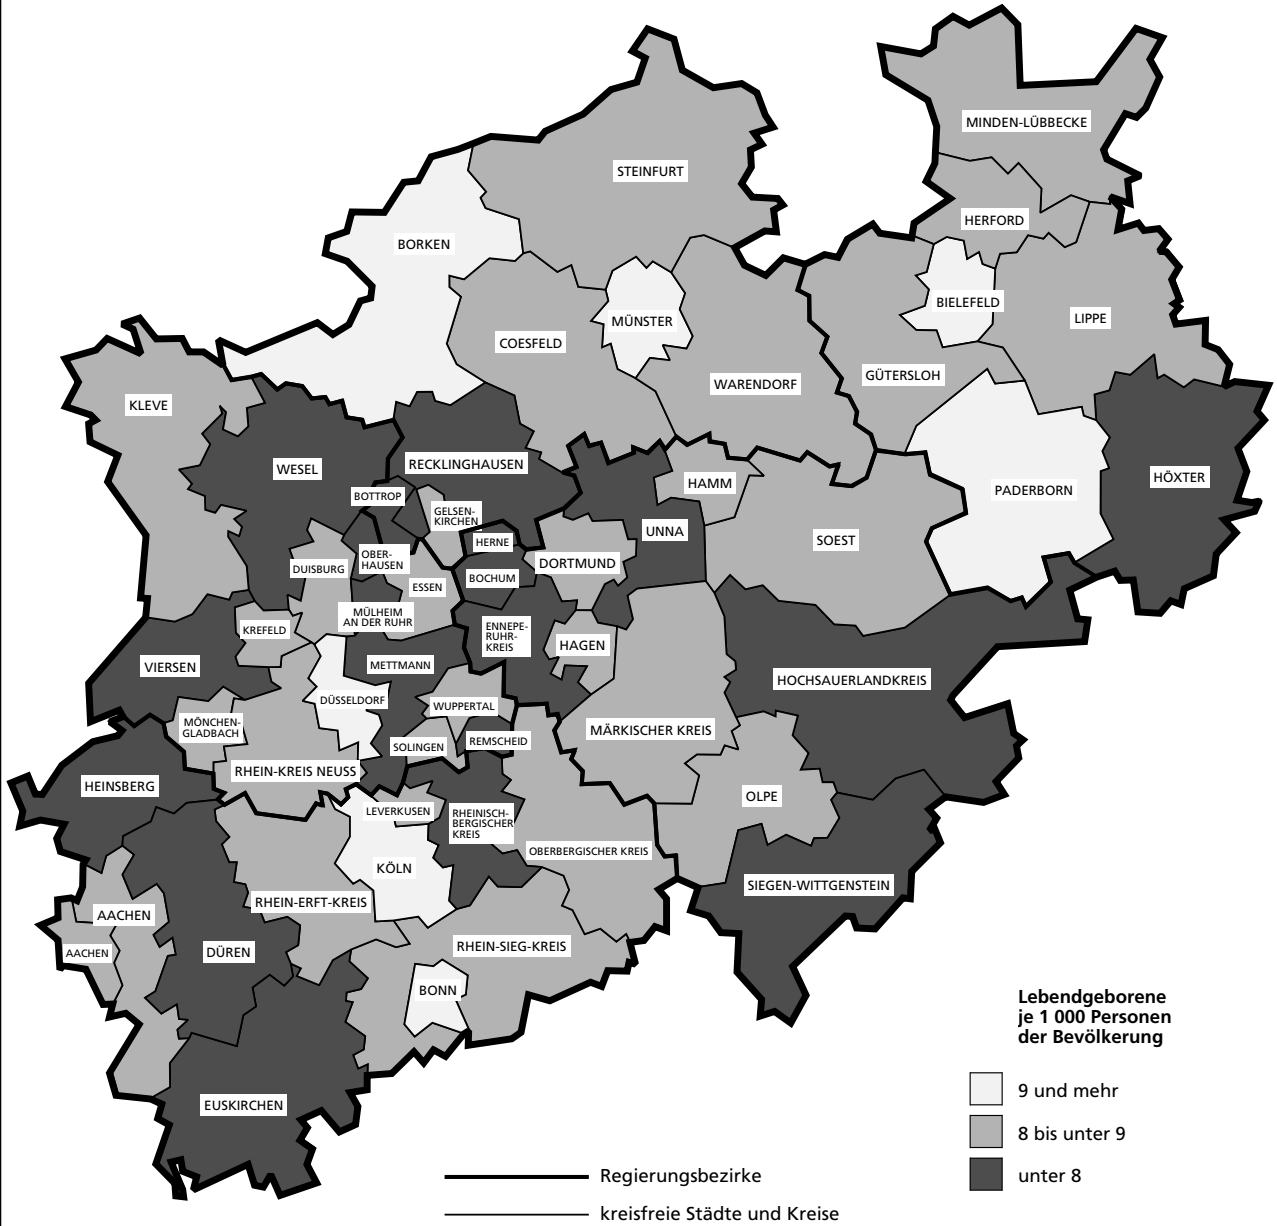 MINDEN-LÜBBECKE
STEINFURT
HERFORD
BORKEN
BIELEFELD
LIPPE
MÜNSTER
COESFELD
GÜTERSLOH
WARENDORF
KLEVE
RECKLINGHAUSEN
WESEL
HÖXTER
HAMM
PADERBORN
BOTTROP
GELSEN-
KIRCHEN
UNNA
SOEST
HERNE
OBER-
HAUSEN
DORTMUND
DUISBURG
BOCHUM
ESSEN
MÜLHEIM
AN DER RUHR
KREFELD
ENNEPE-
RUHR-
KREIS
HAGEN
VIERSEN
METTMANN
HOCHSAUERLANDKREIS
DÜSSELDORF
WUPPERTAL
MÖNCHEN-
GLADBACH
MÄRKISCHER KREIS
REMSCHEID
SOLINGEN
RHEIN-KREIS NEUSS
HEINSBERG
OLPE
LEVERKUSEN
RHEINISCH-
BERGISCHER
KREIS
OBERBERGISCHER KREIS
KÖLN
SIEGEN-WITTGENSTEIN
RHEIN-ERFT-KREIS
AACHEN
RHEIN-SIEG-KREIS
AACHEN
DÜREN
BONN
EUSKIRCHEN
Lebendgeborene
je 1 000 Personen
der Bevölkerung
9 und mehr
8 bis unter 9
unter 8
Regierungsbezirke
kreisfreie Städte und Kreise